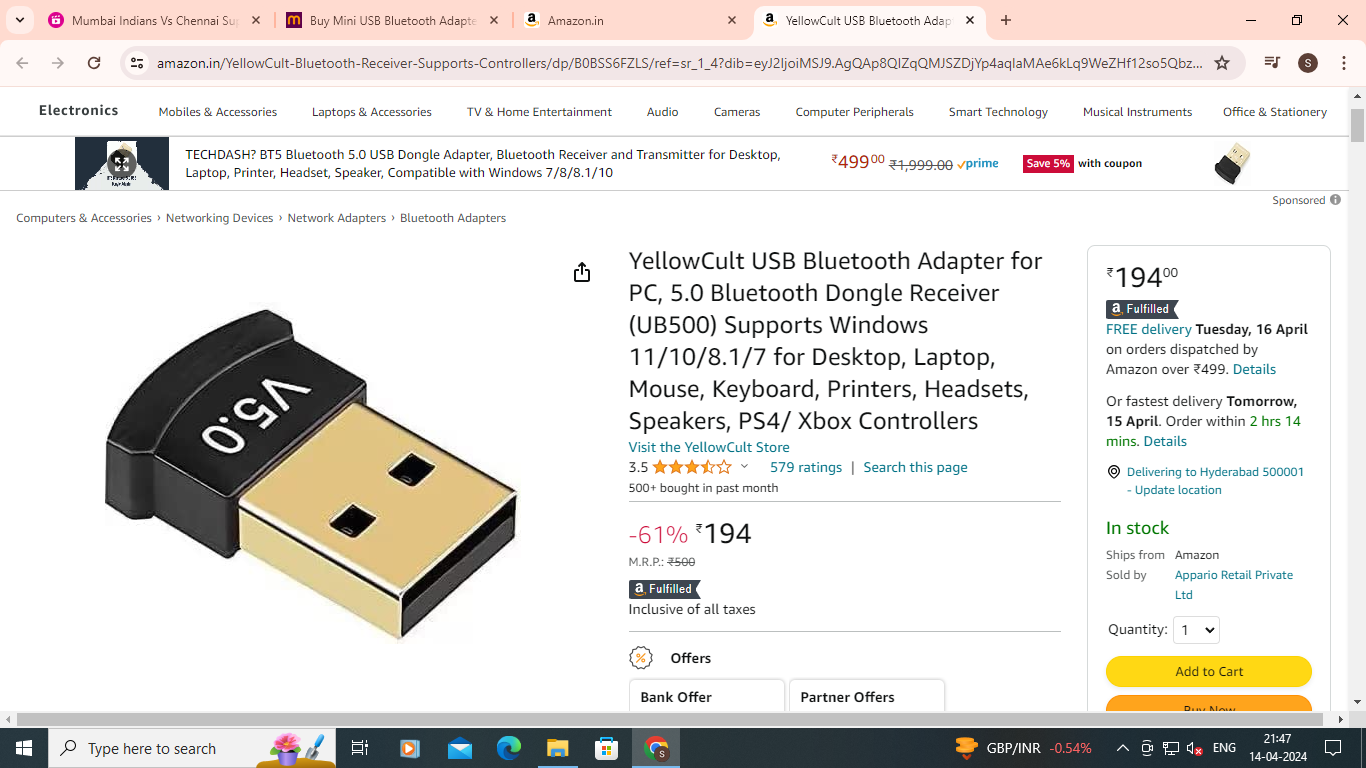 Mumbai Indians Vs Chennai Su
Buy Mini USB Bluetooth Adapte
Amazon.in
YellowCult USB Bluetooth Adap
amazon.in/YellowCult-Bluetooth-Receiver-Supports-Controllers/dp/B0BSS6FZLS/ref=sr_1_4?dib=eyJ2IjoiMSJ9.AgQAp8QIZqQMJSZDjYp4aqIaMAe6kLq9WeZHf12so5Qbz...
S
Electronics
Mobiles & Accessories
Laptops & Accessories
TV & Home Entertainment
Audio
Cameras
Computer Peripherals
Smart Technology
Musical Instruments
Office & Stationery
TECHDASH? BT5 Bluetooth 5.0 USB Dongle Adapter, Bluetooth Receiver and Transmitter for Desktop,
Laptop, Printer, Headset, Speaker, Compatible with Windows 7/8/8.1/10
₹49900 ₹1,999.00 prime
Save 5% with coupon
Sponsored
Computers & Accessories › Networking Devices › Network Adapters › Bluetooth Adapters
V5.0
YellowCult USB Bluetooth Adapter for
PC, 5.0 Bluetooth Dongle Receiver
(UB500) Supports Windows
11/10/8.1/7 for Desktop, Laptop,
Mouse, Keyboard, Printers, Headsets,
Speakers, PS4/ Xbox Controllers
Visit the YellowCult Store
3.5
579 ratings | Search this page
500+ bought in past month
-61% ₹194
M.R.P.: ₹500
a Fulfilled
Inclusive of all taxes
Offers
Bank Offer
Partner Offers
₹19400
a Fulfilled
FREE delivery Tuesday, 16 April
on orders dispatched by
Amazon over ₹499. Details
Or fastest delivery Tomorrow,
15 April. Order within 2 hrs 14
mins. Details
Delivering to Hyderabad 500001
- Update location
In stock
Ships from Amazon
Sold by Appario Retail Private
Ltd
Quantity: 1
Add to Cart
Buy Now
Type here to search
S
GBP/INR -0.54%
ENG
21:47
14-04-2024